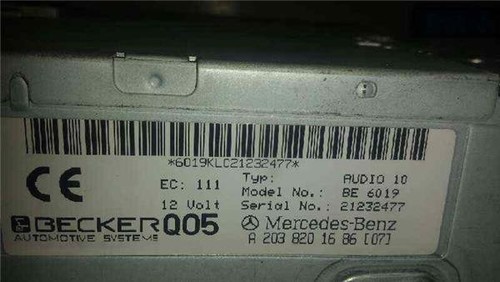 *6019KLC21232477*
CE EC: 111 Typ: AUDIO 10
Model No.: BE 6019
12 Volt Serial No.: 21232477
BECKER Q05 Mercedes-Benz
AUTOMOTIVE SYSTEMS A 203 820 16 86 [07]